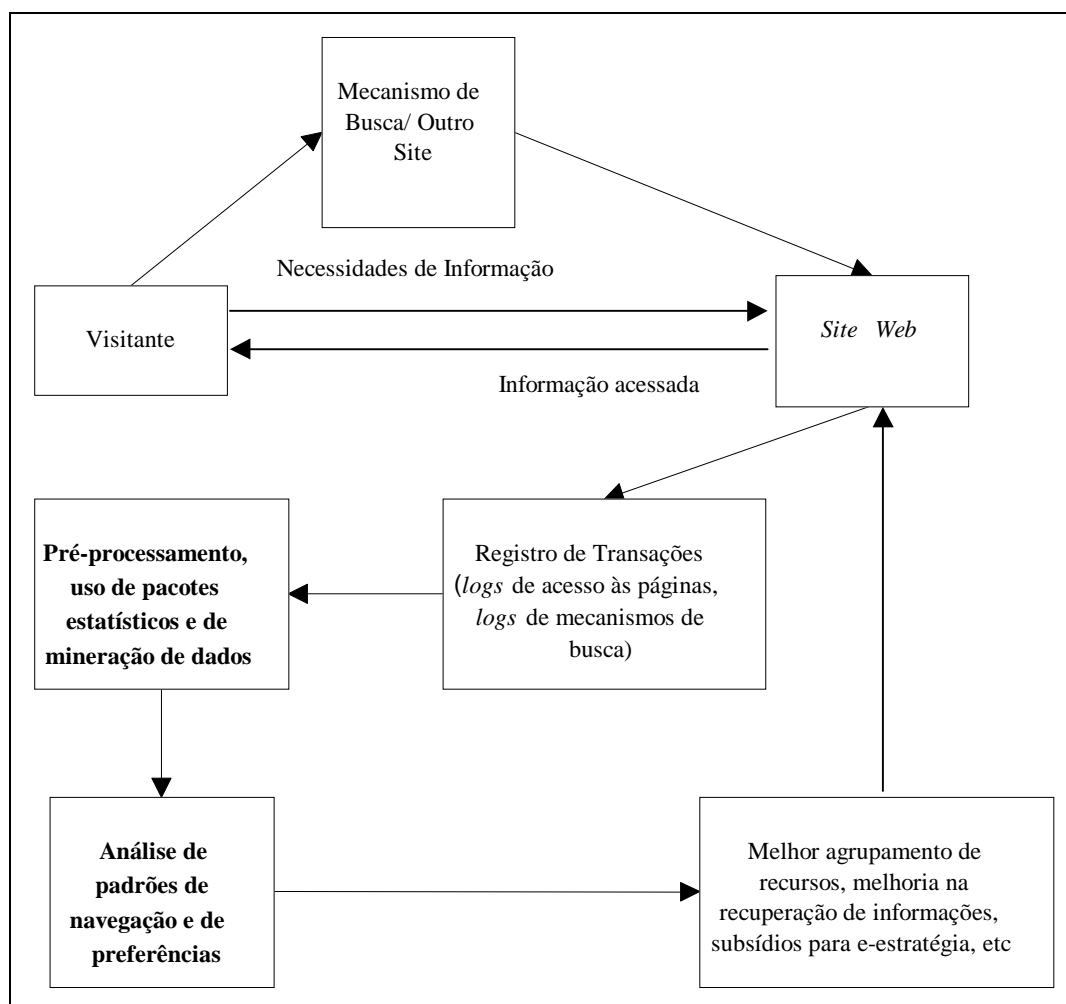 Mecanismo de
Busca/ Outro
Site
Necessidades de Informação
Visitante
Site Web
Informação acessada
Pré-processamento,
uso de pacotes
estatísticos e de
mineração de dados
Registro de Transações
(logs de acesso às páginas,
logs de mecanismos de
busca)
Análise de
padrões de
navegação e de
preferências
Melhor agrupamento de
recursos, melhoria na
recuperação de informações,
subsídios para e-estratégia, etc